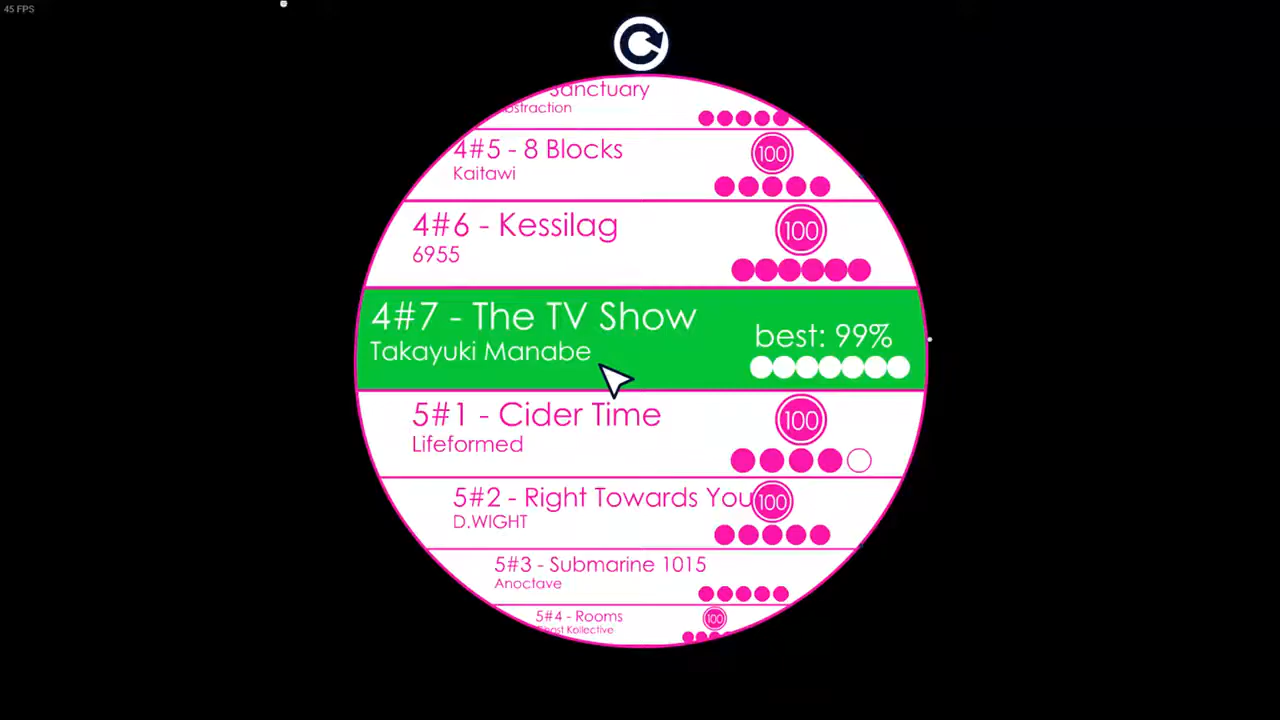 45 FPS
Sanctuary
4#5 - 8 Blocks
Kaitawi
100
4#6 - Kessilag
6955
100
4#7 - The TV Show
Takayuki Manabe
best: 99%
5#1 - Cider Time
Lifeformed
100
5#2 - Right Towards You
D.WIGHT
100
5#3 - Submarine 1015
Anoctave
5#4 - Rooms
Kollective
100